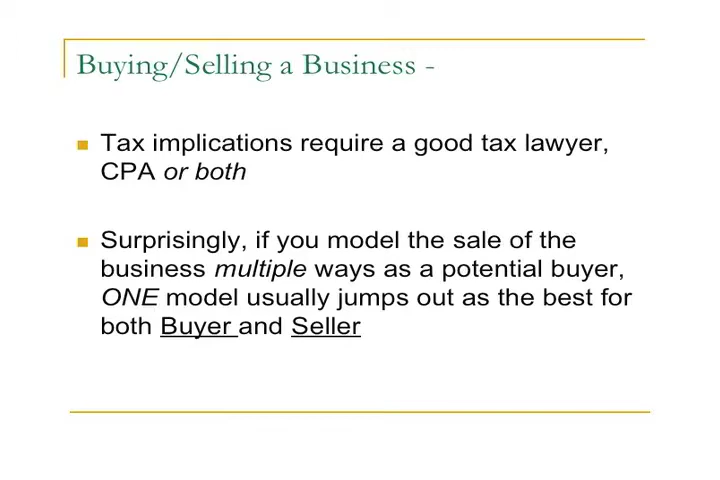 Buying/Selling a Business -
Tax implications require a good tax lawyer,
CPA or both
Surprisingly, if you model the sale of the
business multiple ways as a potential buyer,
ONE model usually jumps out as the best for
both Buyer and Seller